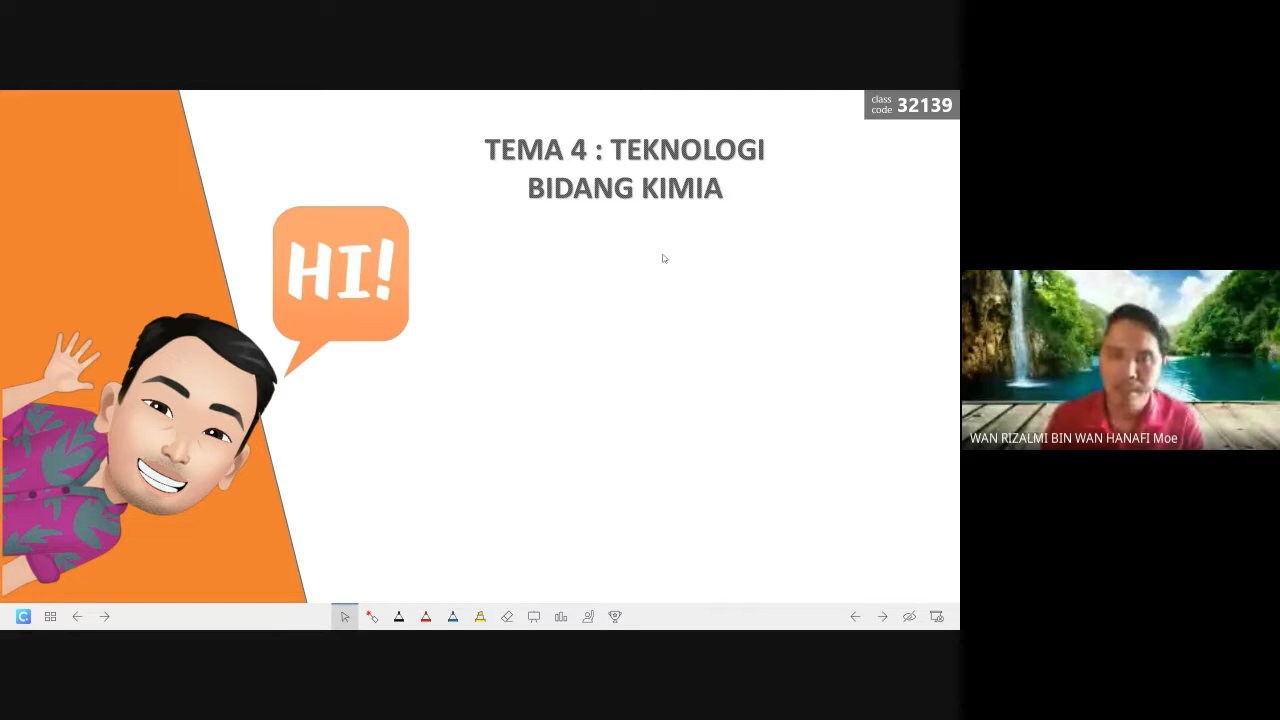 class
code 32139
TEMA 4 : TEKNOLOGI
BIDANG KIMIA
HI!
WAN RIZALMI BIN WAN HANAFI Moe